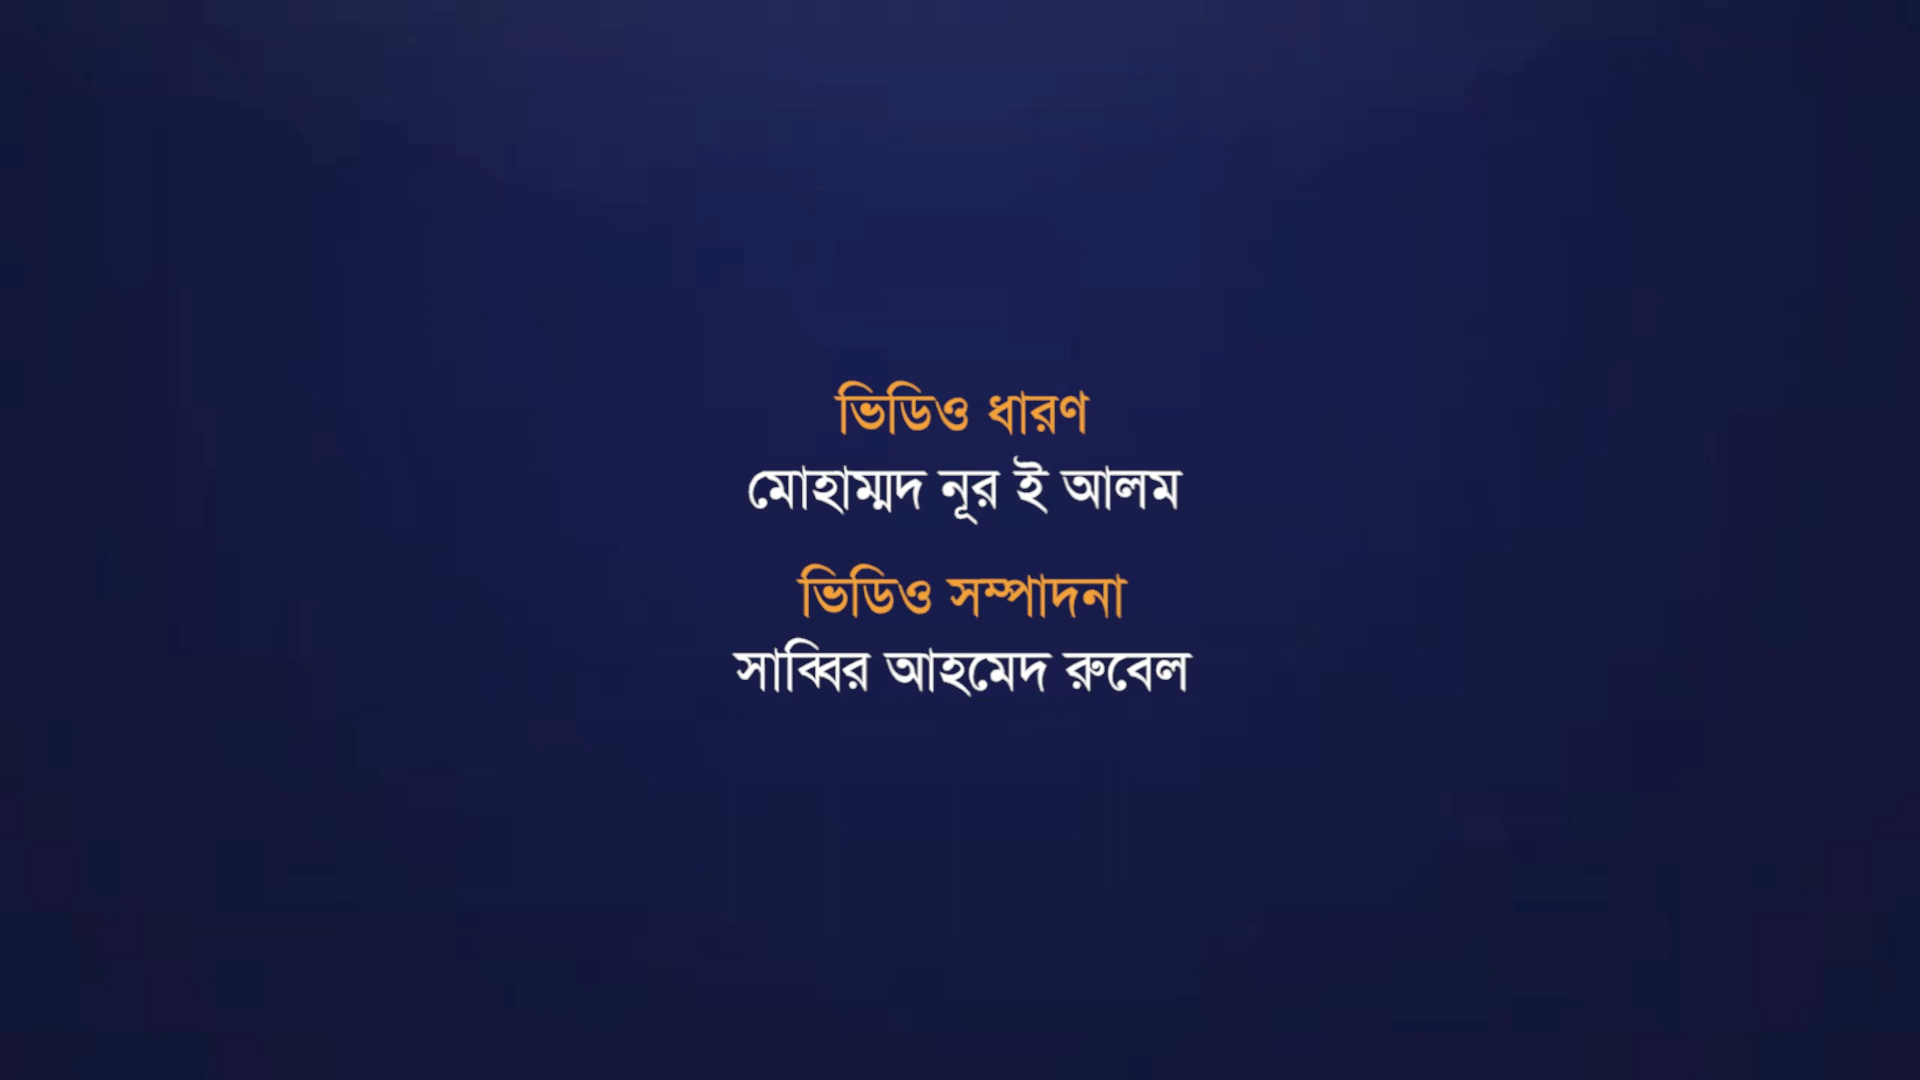 ভিডিও ধারণ
মোহাম্মদ নূর ই আলম
ভিডিও সম্পাদনা
সাব্বির আহমেদ রুবেল